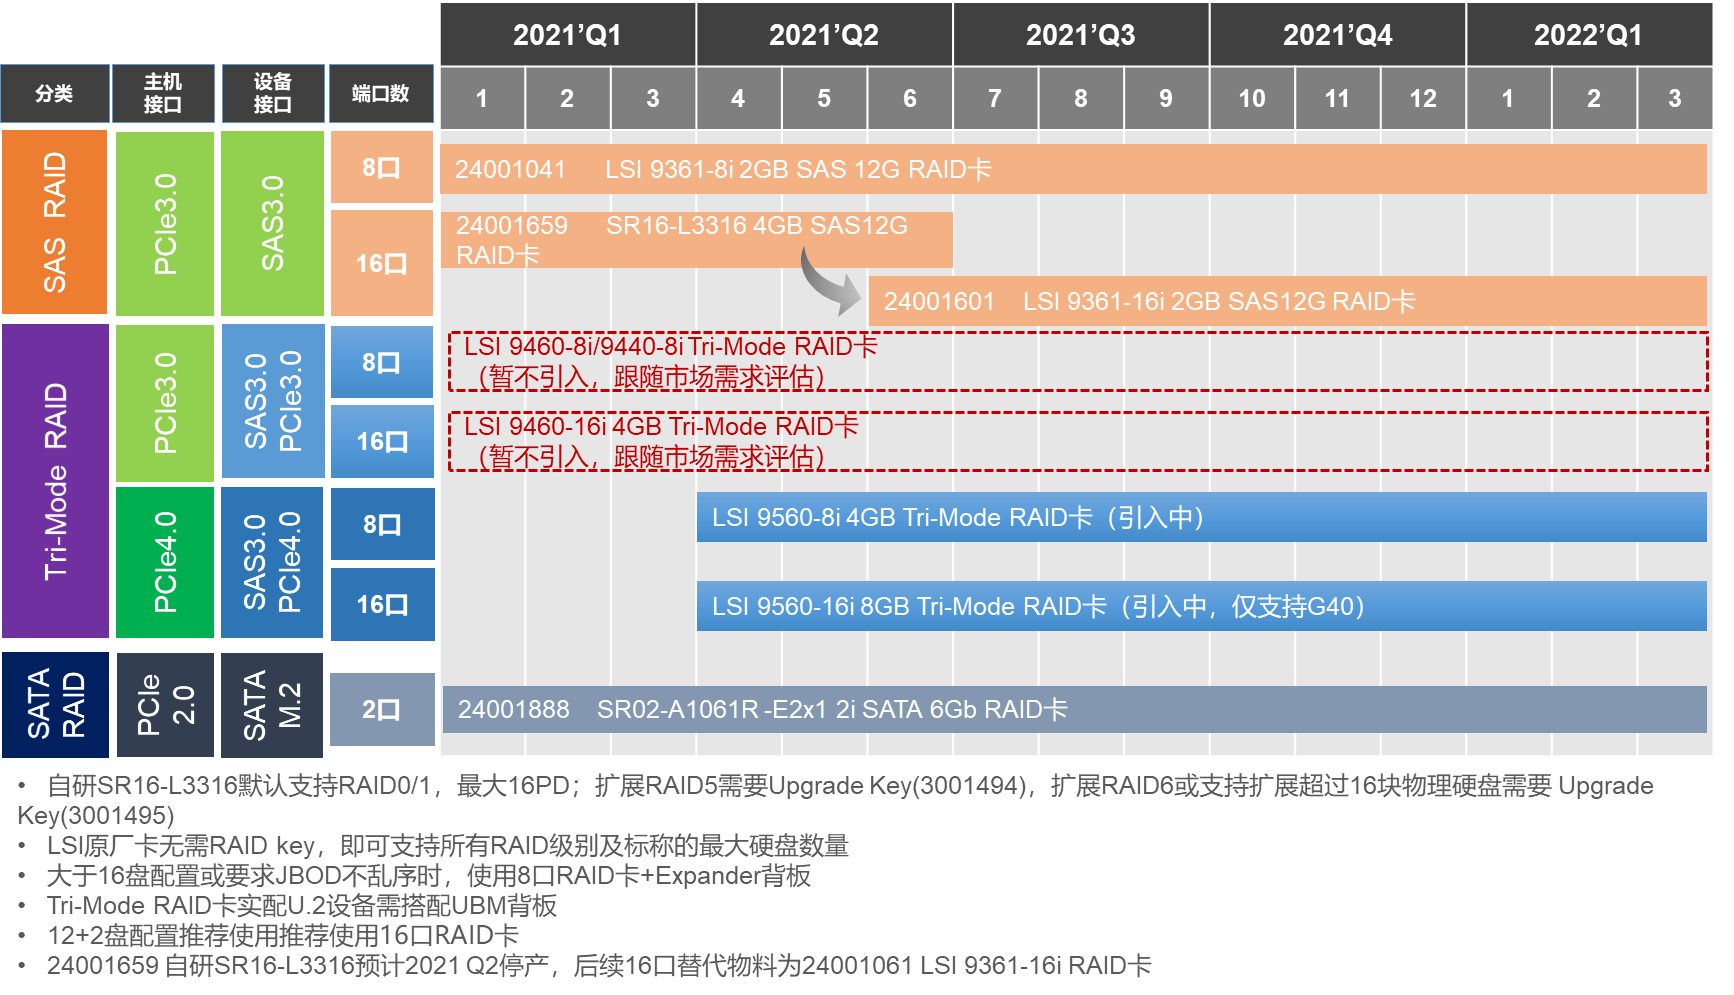 2021’Q1 2021’Q2 2021’Q3 2021’Q4 2022’Q1
分类 主机接口 设备接口 端口数 1 2 3 4 5 6 7 8 9 10 11 12 1 2 3
SAS RAID
PCIe3.0
SAS3.0
8口
24001041 LSI 9361-8i 2GB SAS 12G RAID卡
16口
24001659 SR16-L3316 4GB SAS12G
RAID卡
24001601 LSI 9361-16i 2GB SAS12G RAID卡
Tri-Mode RAID
PCIe3.0
SAS3.0
PCIe3.0
8口
LSI 9460-8i/9440-8i Tri-Mode RAID卡
（暂不引入，跟随市场需求评估）
16口
LSI 9460-16i 4GB Tri-Mode RAID卡
（暂不引入，跟随市场需求评估）
PCIe4.0
SAS3.0
PCIe4.0
8口
LSI 9560-8i 4GB Tri-Mode RAID卡（引入中）
16口
LSI 9560-16i 8GB Tri-Mode RAID卡（引入中，仅支持G40）
SATA
RAID
PCIe
2.0
SATA
M.2
2口
24001888 SR02-A1061R -E2x1 2i SATA 6Gb RAID卡
• 自研SR16-L3316默认支持RAID0/1，最大16PD；扩展RAID5需要Upgrade Key(3001494)，扩展RAID6或支持扩展超过16块物理硬盘需要 Upgrade
Key(3001495)
• LSI原厂卡无需RAID key，即可支持所有RAID级别及标称的最大硬盘数量
• 大于16盘配置或要求JBOD不乱序时，使用8口RAID卡+Expander背板
• Tri-Mode RAID卡实配U.2设备需搭配UBM背板
• 12+2盘配置推荐使用推荐使用16口RAID卡
• 24001659 自研SR16-L3316预计2021 Q2停产，后续16口替代物料为24001061 LSI 9361-16i RAID卡